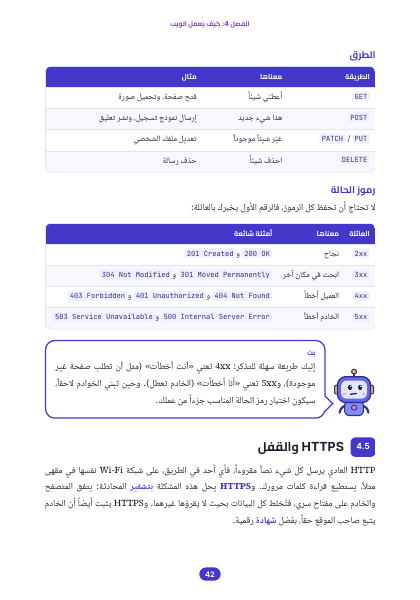 الفصل 4: كيف يعمل الويب
الطرق
الطريقة معناها مثال
GET أعطني شيئاً فتح صفحة، وتحميل صورة
POST هذا شيء جديد إرسال نموذج تسجيل، ونشر تعليق
PATCH / PUT غيّر شيئاً موجوداً تعديل ملفك الشخصي
DELETE احذف شيئاً حذف رسالة
رموز الحالة
لا تحتاج أن تحفظ كل الرموز، فالرقم الأول يخبرك بالعائلة:
العائلة معناها أمثلة شائعة
2xx نجاح 200 OK و 201 Created
3xx ابحث في مكان آخر 301 Moved Permanently و 304 Not Modified
4xx العميل أخطأ 404 Not Found و 401 Unauthorized و 403 Forbidden
5xx الخادم أخطأ 500 Internal Server Error و 503 Service Unavailable
بت
إليك طريقة سهلة للتذكر: 4xx تعني «أنت أخطأت» (مثل أن تطلب صفحة غير
موجودة)، و5xx تعني «أنا أخطأت» (الخادم تعطل). وحين تبني الخوادم لاحقاً،
سيكون اختيار رمز الحالة المناسب جزءاً من عملك.
4.5 HTTPS والقفل
HTTP العادي يرسل كل شيء نصاً مقروءاً، فأي أحد في الطريق، على شبكة Wi-Fi نفسها في مقهى
مثلاً، يستطيع قراءة كلمات مرورك. وHTTPS يحل هذه المشكلة بتشفير المحادثة: يتفق المتصفح
والخادم على مفتاح سري، فتُخلط كل البيانات بحيث لا يقرؤها غيرهما. وHTTPS يثبت أيضاً أن الخادم
يتبع صاحب الموقع حقاً، بفضل شهادة رقمية.
42